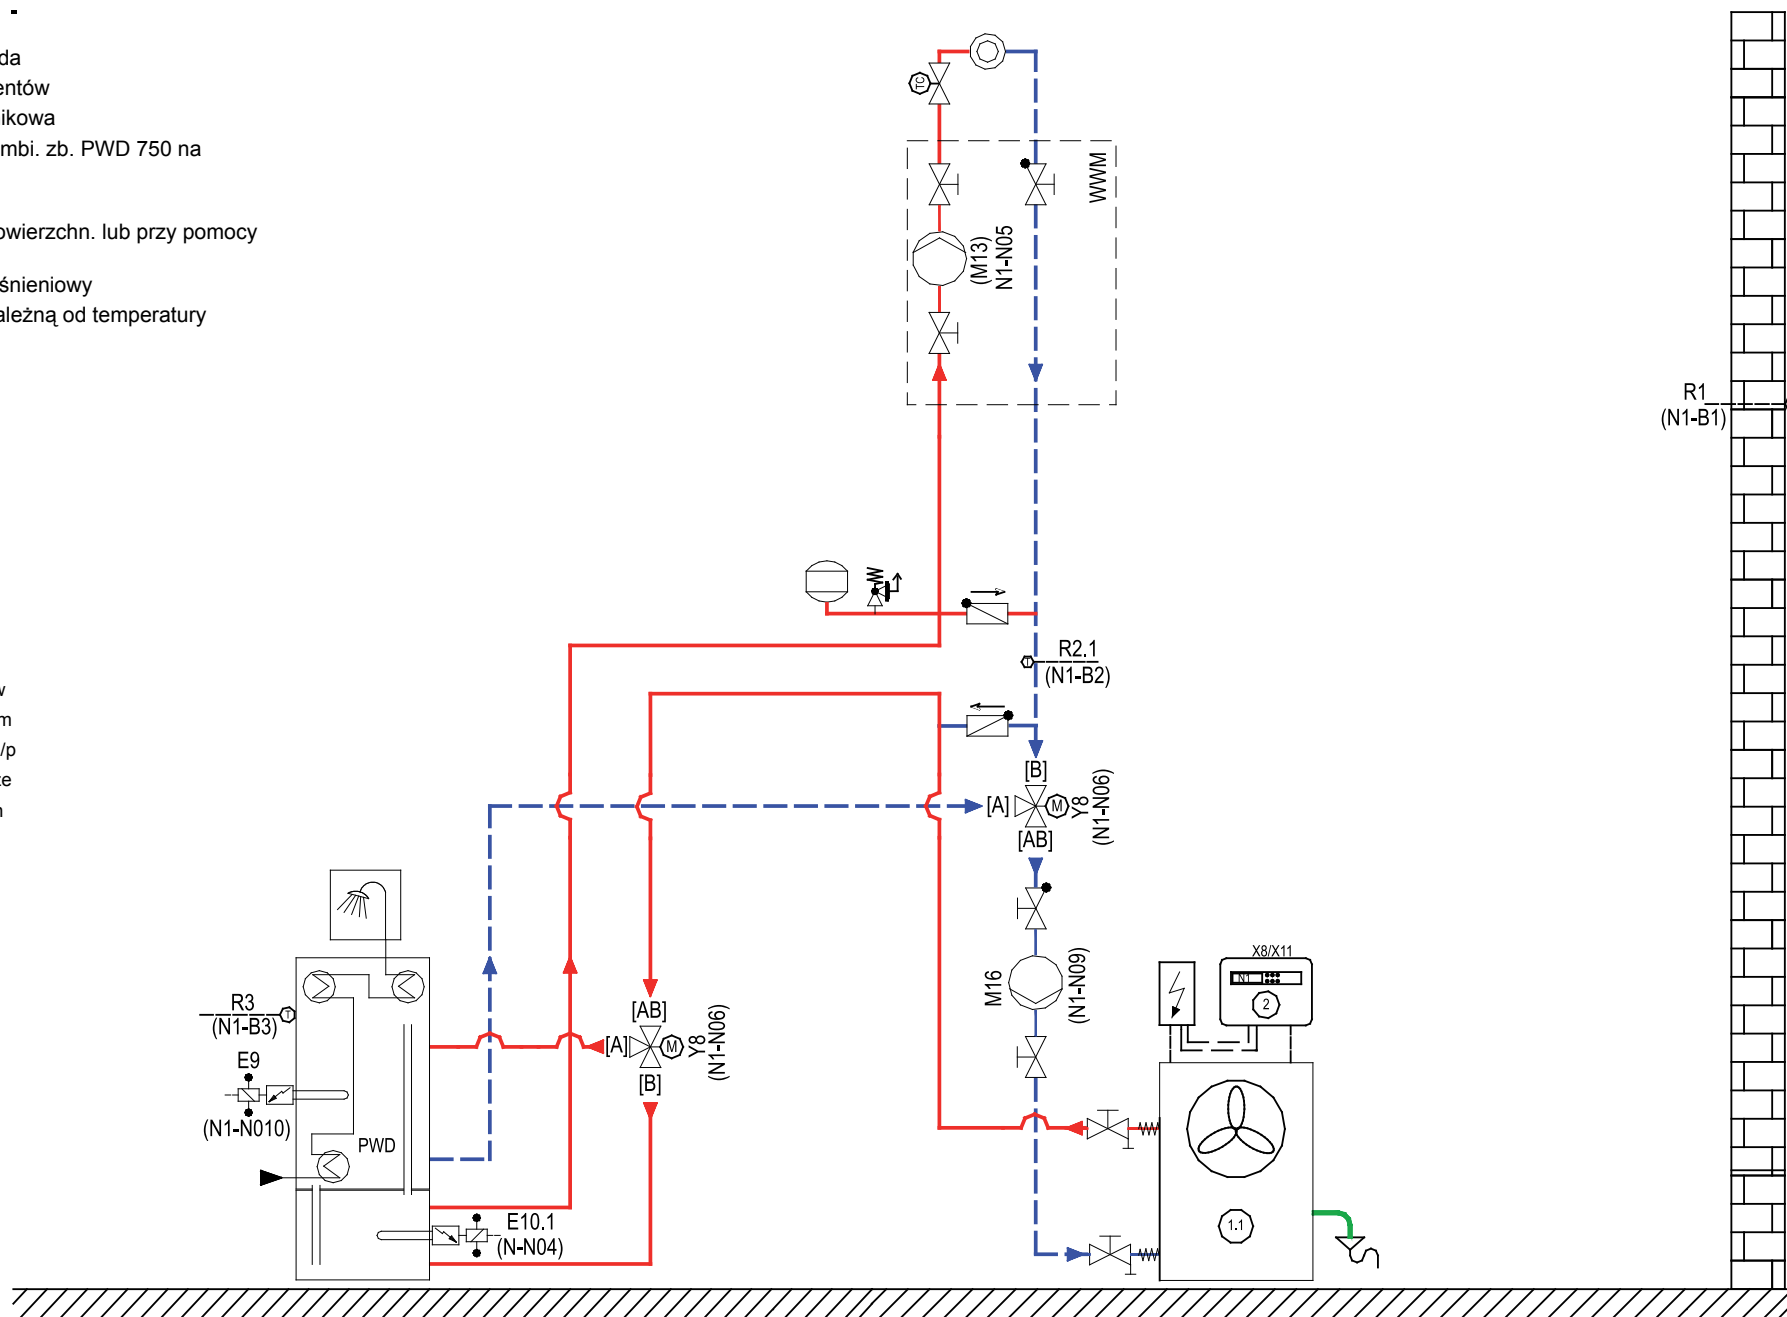 da
entów
ikowa
mbi. zb. PWD 750 na
owierzchn. lub przy pomocy
śnieniowy
ależną od temperatury
w
m
/p
ze
n
TC
WWM
(M13)
N1-N05
R1
(N1-B1)
T
R2.1
(N1-B2)
[B]
[A]
M
Y8
(N1-N06)
[AB]
M16
(N1-N09)
X8/X11
N1
2
1.1
R3
(N1-B3)
T
E9
(N1-N010)
PWD
[AB]
[A]
M
Y8
(N1-N06)
[B]
E10.1
(N-N04)